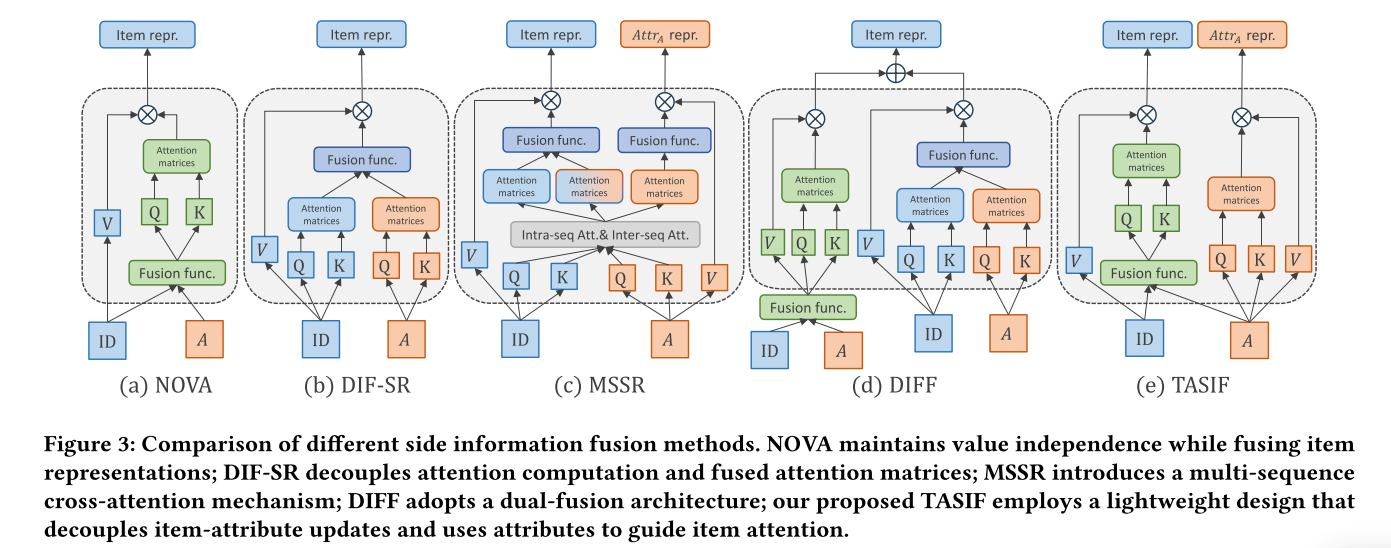 Item repr.
Item repr.
Item repr.
Attr_A repr.
Item repr.
Item repr.
Attr_A repr.
Attention matrices
V
Q
K
Fusion func.
ID
A
(a) NOVA
Fusion func.
Attention matrices
Attention matrices
V
Q
K
Q
K
ID
A
(b) DIF-SR
Fusion func.
Fusion func.
Attention matrices
Attention matrices
Attention matrices
Intra-seq Att.& Inter-seq Att.
V
Q
K
Q
K
V
ID
A
(c) MSSR
Fusion func.
Attention matrices
Attention matrices
Attention matrices
V
Q
K
V
Q
K
Q
K
Fusion func.
ID
A
ID
A
(d) DIFF
Attention matrices
Attention matrices
Q
K
V
Fusion func.
Q
K
V
ID
A
(e) TASIF
Figure 3: Comparison of different side information fusion methods. NOVA maintains value independence while fusing item
representations; DIF-SR decouples attention computation and fused attention matrices; MSSR introduces a multi-sequence
cross-attention mechanism; DIFF adopts a dual-fusion architecture; our proposed TASIF employs a lightweight design that
decouples item-attribute updates and uses attributes to guide item attention.